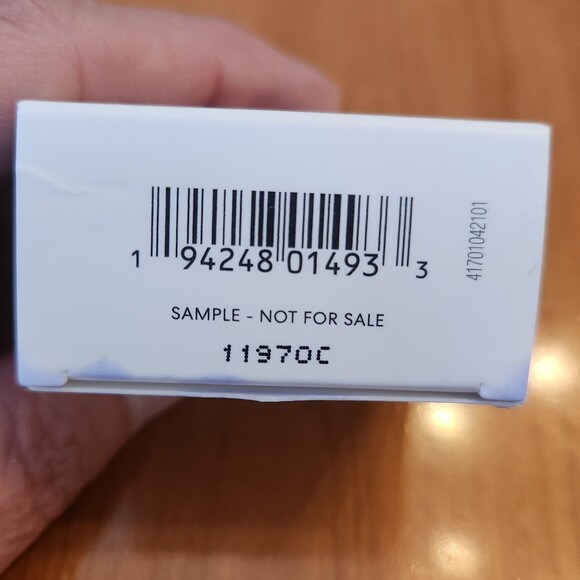 1 94248 01493 3
SAMPLE - NOT FOR SALE
11970C
41701042101